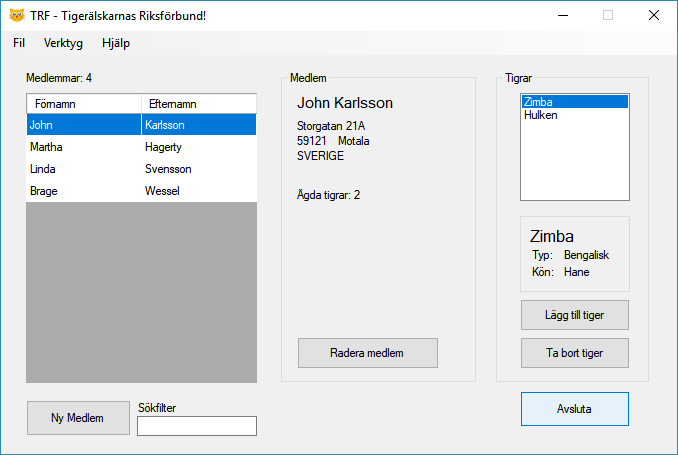 TRF - Tigerälskarnas Riksförbund!
Fil Verktyg Hjälp
Medlemmar: 4
Förnamn Efternamn
John Karlsson
Martha Hagerty
Linda Svensson
Brage Wessel
Ny Medlem
Sökfilter
Medlem
John Karlsson
Storgatan 21A
59121 Motala
SVERIGE
Ägda tigrar: 2
Radera medlem
Tigrar
Zimba
Hulken
Zimba
Typ: Bengalisk
Kön: Hane
Lägg till tiger
Ta bort tiger
Avsluta